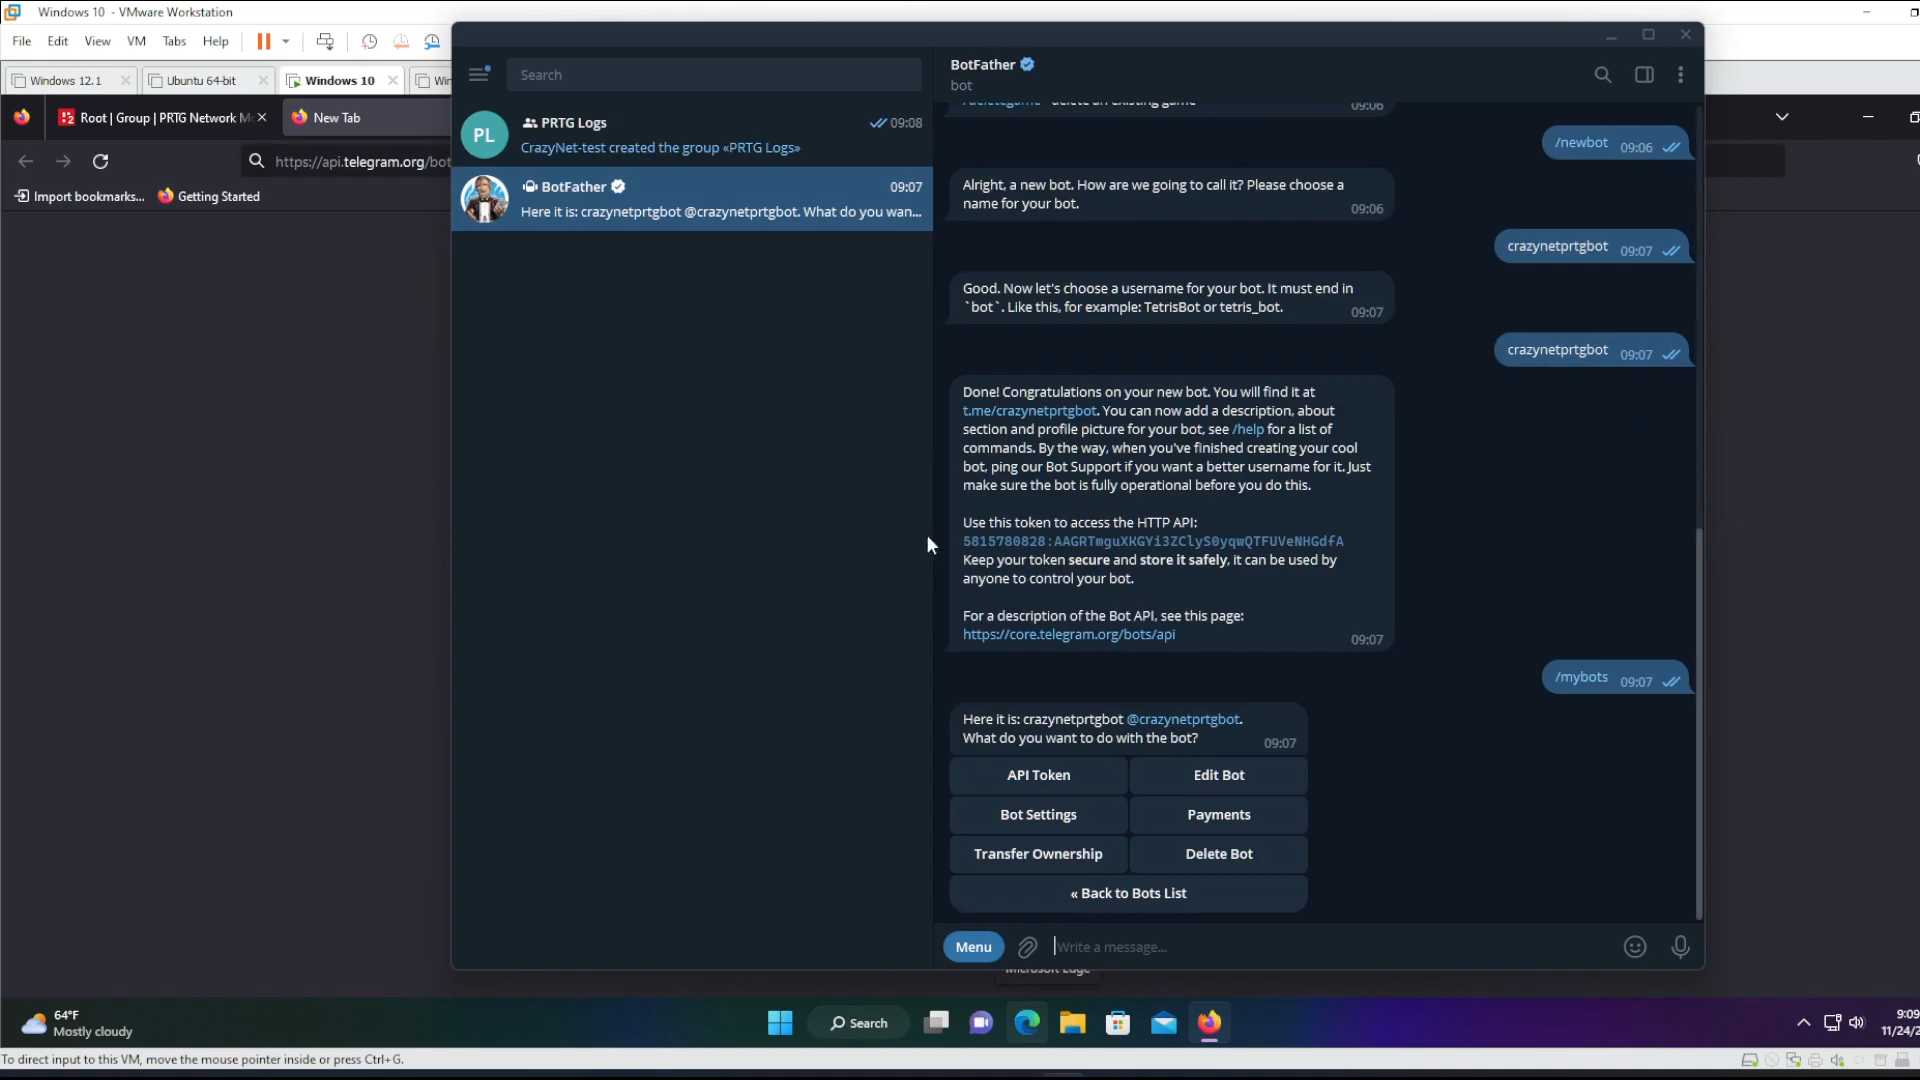 Windows 10 - VMware Workstation
File Edit View VM Tabs Help
Windows 12.1
Ubuntu 64-bit
Windows 10
Root | Group | PRTG Network M
New Tab
https://api.telegram.org/bot
Import bookmarks...
Getting Started
Search
PL
PRTG Logs
09:08
CrazyNet-test created the group «PRTG Logs»
BotFather
09:07
Here it is: crazynetprtgbot @crazynetprtgbot. What do you wan...
BotFather
bot
/deletegame - delete an existing game
09:06
/newbot 09:06
Alright, a new bot. How are we going to call it? Please choose a
name for your bot.
09:06
crazynetprtgbot 09:07
Good. Now let's choose a username for your bot. It must end in
`bot`. Like this, for example: TetrisBot or tetris_bot.
09:07
crazynetprtgbot 09:07
Done! Congratulations on your new bot. You will find it at
t.me/crazynetprtgbot. You can now add a description, about
section and profile picture for your bot, see /help for a list of
commands. By the way, when you've finished creating your cool
bot, ping our Bot Support if you want a better username for it. Just
make sure the bot is fully operational before you do this.
Use this token to access the HTTP API:
5815780828:AAGRTmguXKGYi3ZClyS0yqwQTFUVeNHGdfA
Keep your token secure and store it safely, it can be used by
anyone to control your bot.
For a description of the Bot API, see this page:
https://core.telegram.org/bots/api
09:07
/mybots 09:07
Here it is: crazynetprtgbot @crazynetprtgbot.
What do you want to do with the bot?
09:07
API Token
Edit Bot
Bot Settings
Payments
Transfer Ownership
Delete Bot
« Back to Bots List
Menu
Write a message...
Microsoft Edge
64°F
Mostly cloudy
Search
9:09
11/24/2
To direct input to this VM, move the mouse pointer inside or press Ctrl+G.